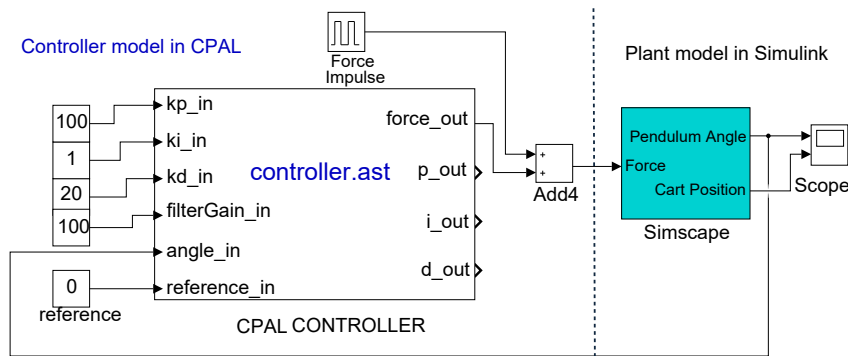 Controller model in CPAL
Force
Impulse
Plant model in Simulink
100
1
20
100
0
reference
kp_in
ki_in
kd_in
filterGain_in
angle_in
reference_in
controller.ast
force_out
p_out
i_out
d_out
CPAL CONTROLLER
+
+
Add4
Pendulum Angle
Force
Cart Position
Simscape
Scope